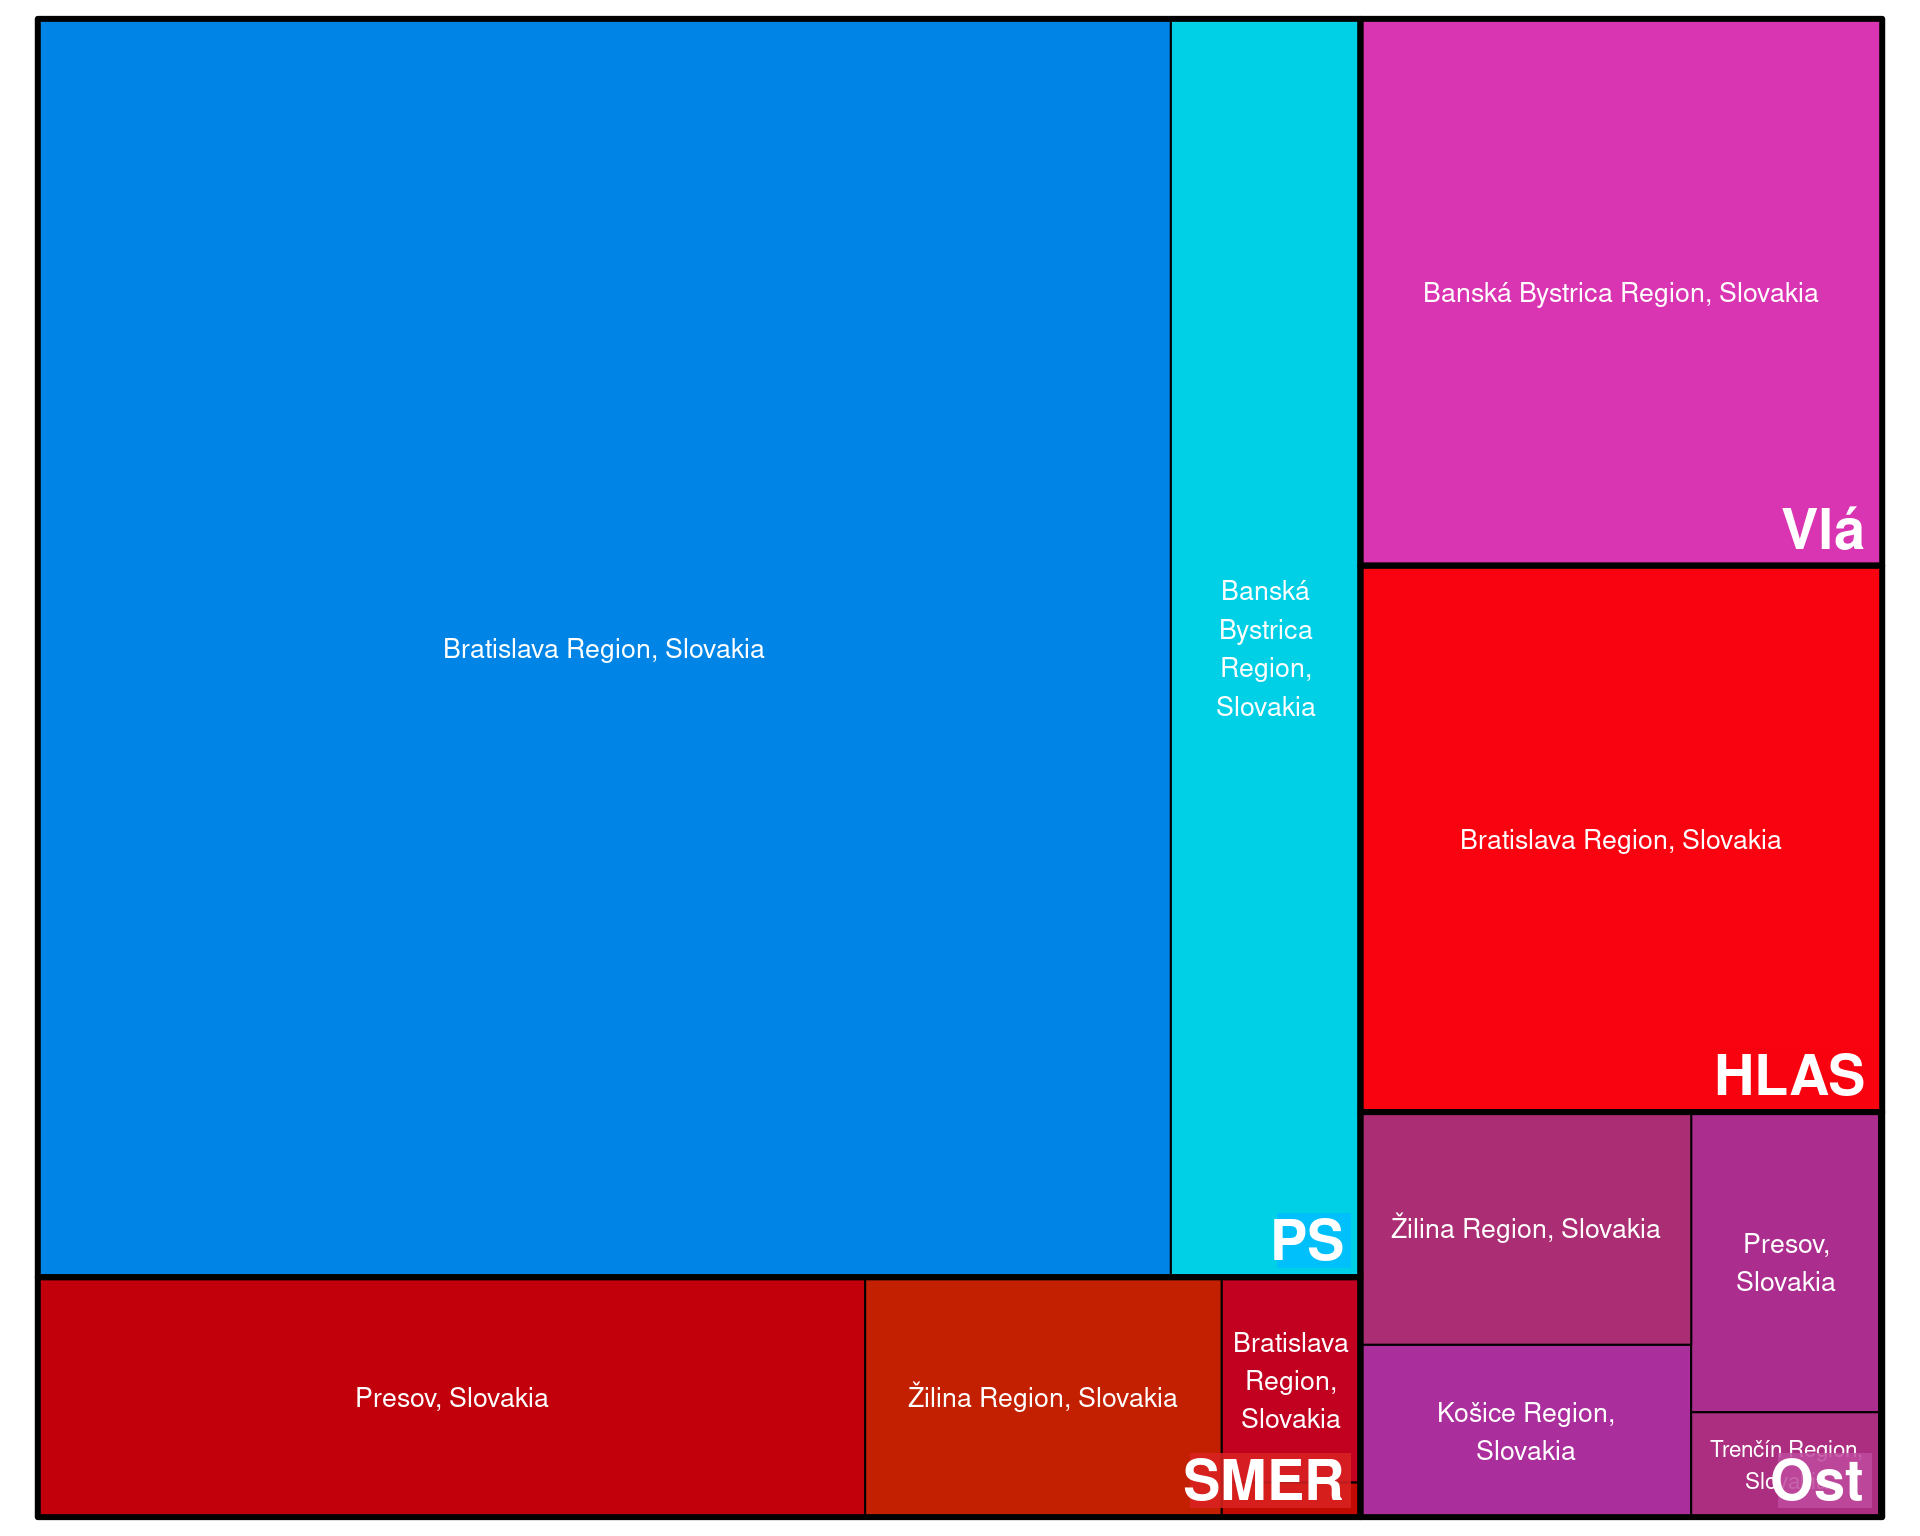 Bratislava Region, Slovakia
Banská
Bystrica
Region,
Slovakia
PS
Banská Bystrica Region, Slovakia
Vlá
Bratislava Region, Slovakia
HLAS
Presov, Slovakia
Žilina Region, Slovakia
Bratislava
Region,
Slovakia
SMER
Žilina Region, Slovakia
Presov,
Slovakia
Košice Region,
Slovakia
Trenčín Region,
Ost